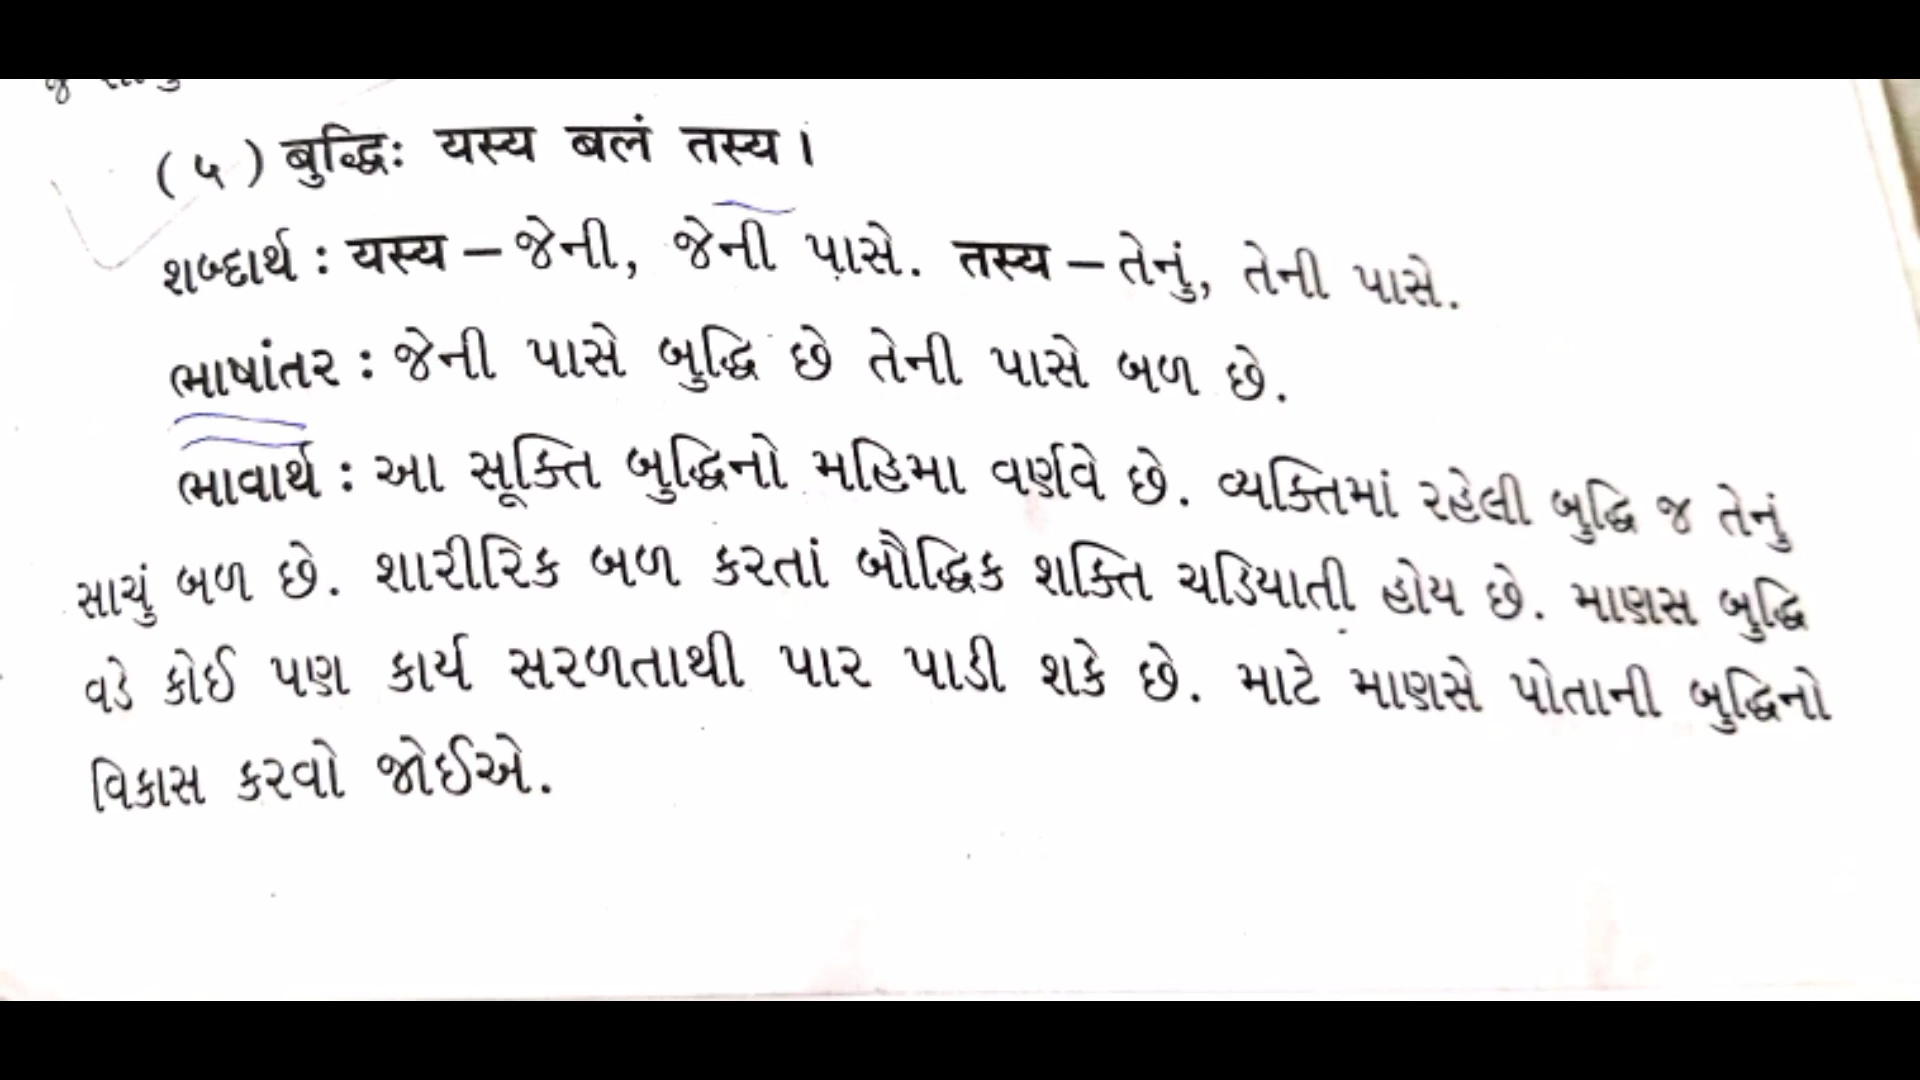 (૫) बुद्धिः यस्य बलं तस्य।
શબ્દાર્થ : यस्य – જેની, જેની પાસે. तस्य – તેનું, તેની પાસે.
ભાષાંતર : જેની પાસે બુદ્ધિ છે તેની પાસે બળ છે.
ભાવાર્થ : આ સૂક્તિ બુદ્ધિનો મહિમા વર્ણવે છે. વ્યક્તિમાં રહેલી બુદ્ધિ જ તેનું
સાચું બળ છે. શારીરિક બળ કરતાં બૌદ્ધિક શક્તિ ચડિયાતી હોય છે. માણસ બુદ્ધિ
વડે કોઈ પણ કાર્ય સરળતાથી પાર પાડી શકે છે. માટે માણસે પોતાની બુદ્ધિનો
વિકાસ કરવો જોઈએ.